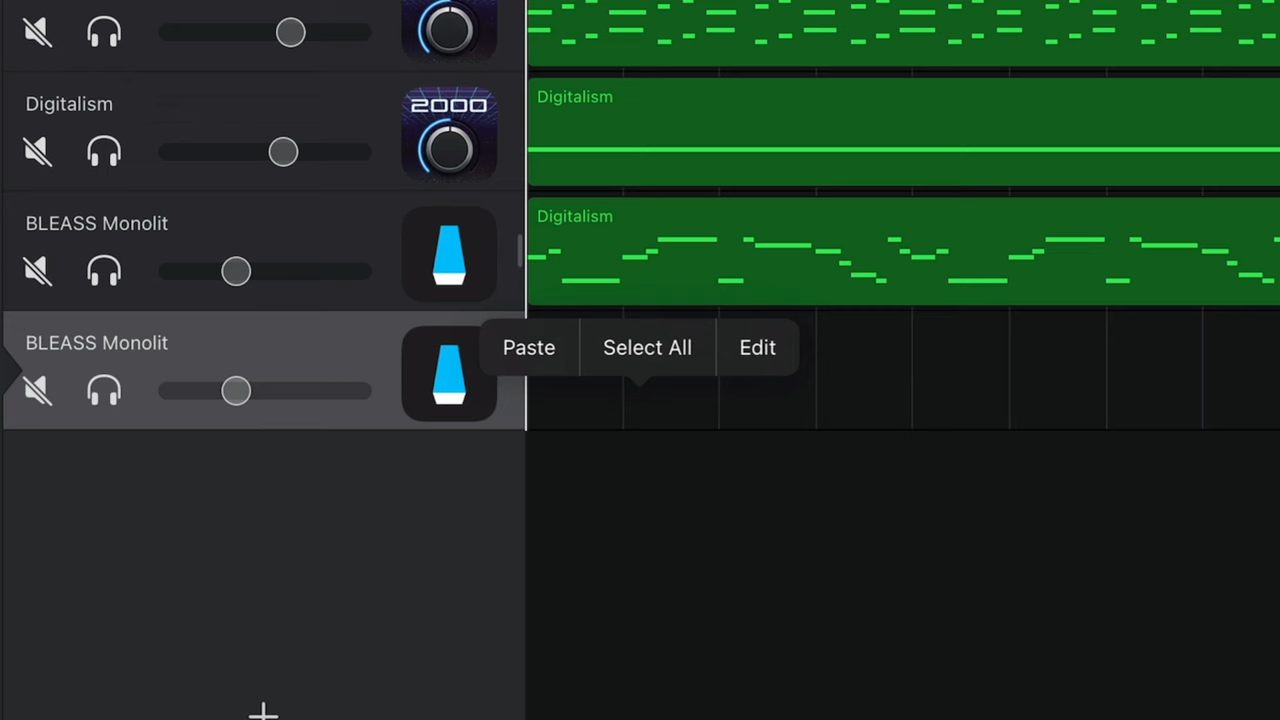 Digitalism
2000
Digitalism
BLEASS Monolit
Digitalism
BLEASS Monolit
Paste
Select All
Edit